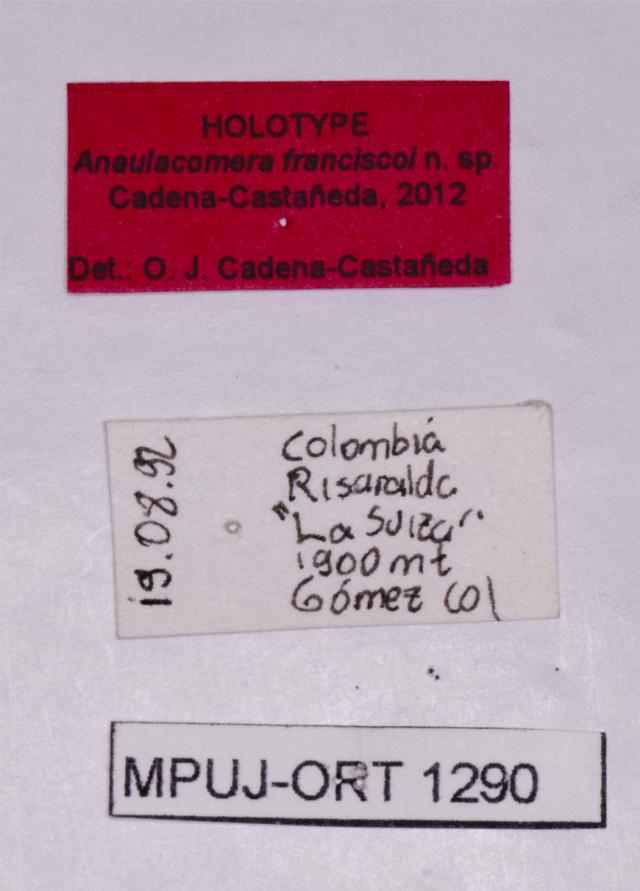 HOLOTYPE
Anaulacomera franciscoi n. sp.
Cadena-Castañeda, 2012
Det.: O. J. Cadena-Castañeda
19.08.92
Colombiá
Risaralda
"La Suiza"
1900 mt
Gómez Col
MPUJ-ORT 1290